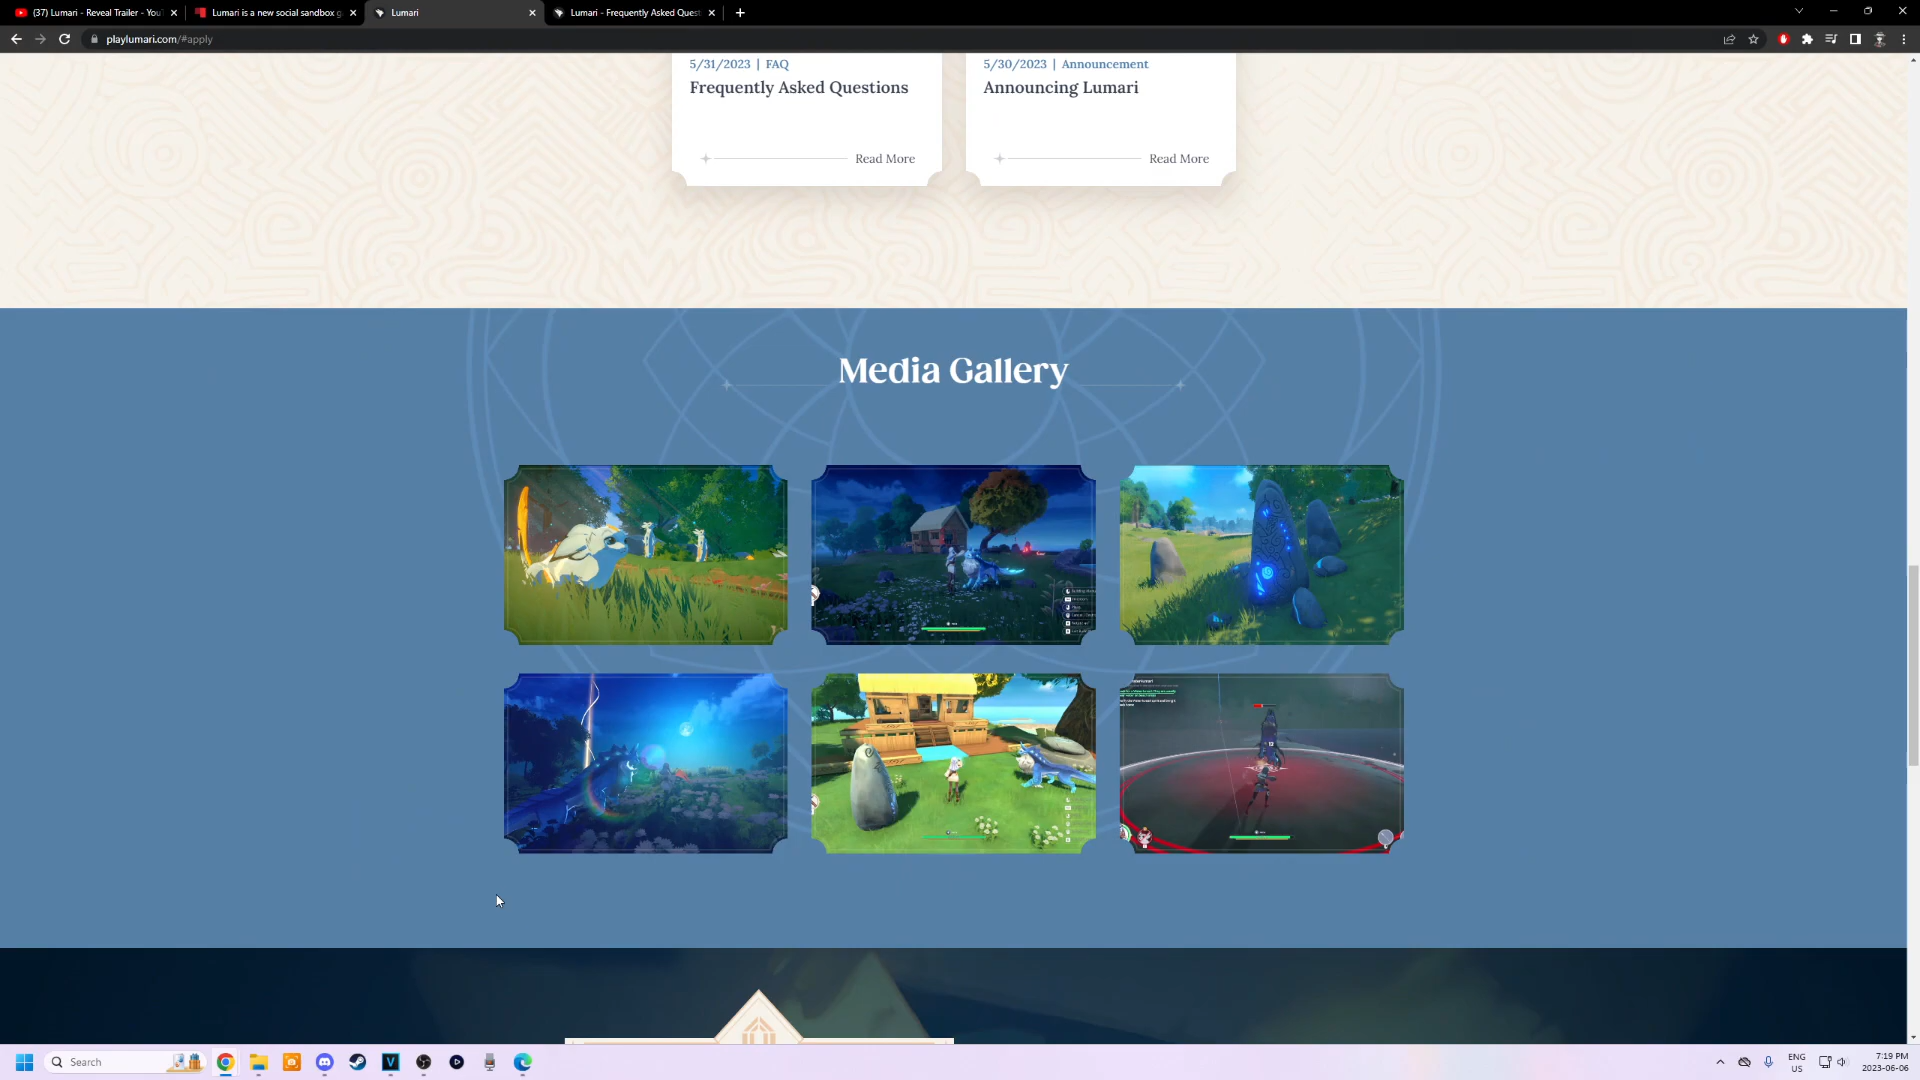 (37) Lumari - Reveal Trailer - You
Lumari is a new social sandbox g
Lumari
Lumari - Frequently Asked Quest
playlumari.com/#apply
5/31/2023 | FAQ
Frequently Asked Questions
Read More
5/30/2023 | Announcement
Announcing Lumari
Read More
Media Gallery
Search
ENG
US
7:19 PM
2023-06-06